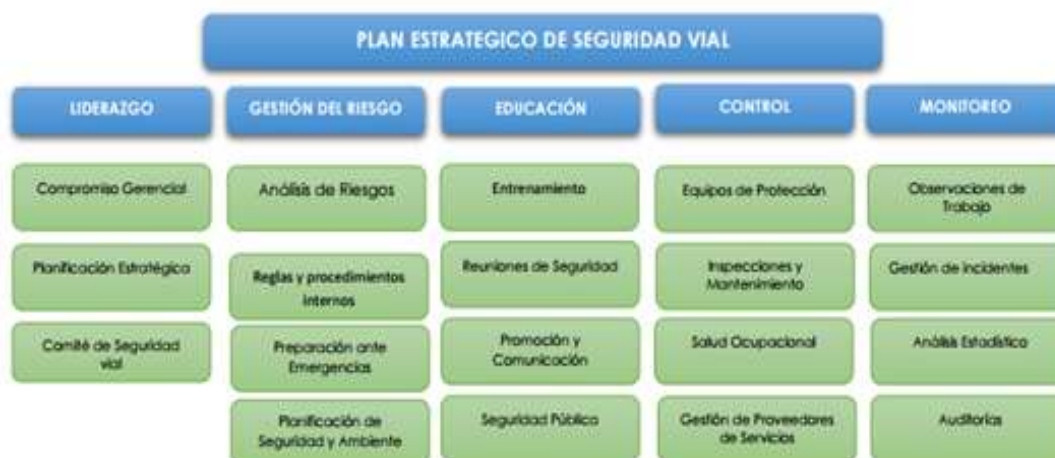 PLAN ESTRATEGICO DE SEGURIDAD VIAL
LIDERAZGO
GESTIÓN DEL RIESGO
EDUCACIÓN
CONTROL
MONITOREO
Compromiso Gerencial
Análisis de Riesgos
Entrenamiento
Equipos de Protección
Observaciones de
Trabajo
Planificación Estratégica
Reglas y procedimientos
internos
Reuniones de Seguridad
Inspecciones y
Mantenimiento
Gestión de incidentes
Comité de Seguridad
vial
Preparación ante
Emergencias
Promoción y
Comunicación
Salud Ocupacional
Análisis Estadístico
Planificación de
Seguridad y Ambiente
Seguridad Pública
Gestión de Proveedores
de Servicios
Auditorías